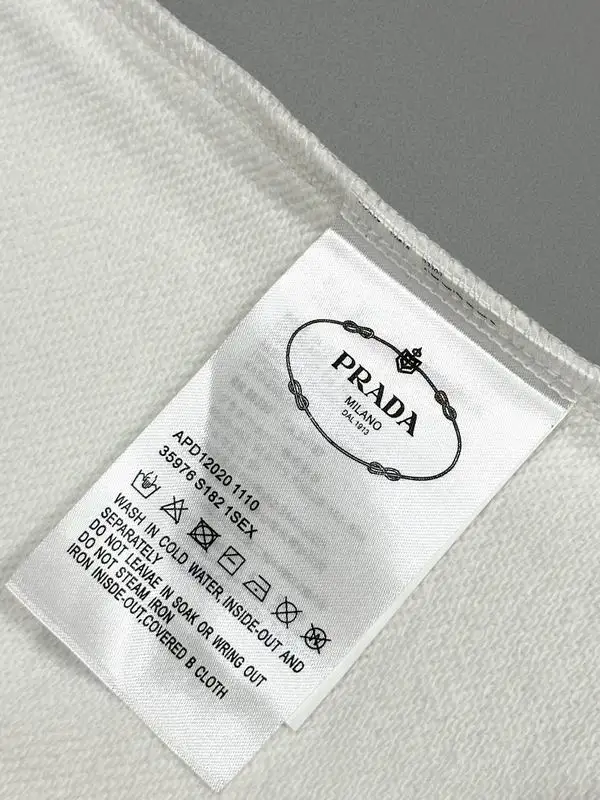 PRADA
MILANO
DAL 1913
APD12020 1110
35976 S182 1SEX
WASH IN COLD WATER, INSIDE-OUT AND
SEPARATELY
DO NOT LEAVAE IN SOAK OR WRING OUT
DO NOT STEAM IRON
IRON INISDE-OUT,COVERED B CLOTH